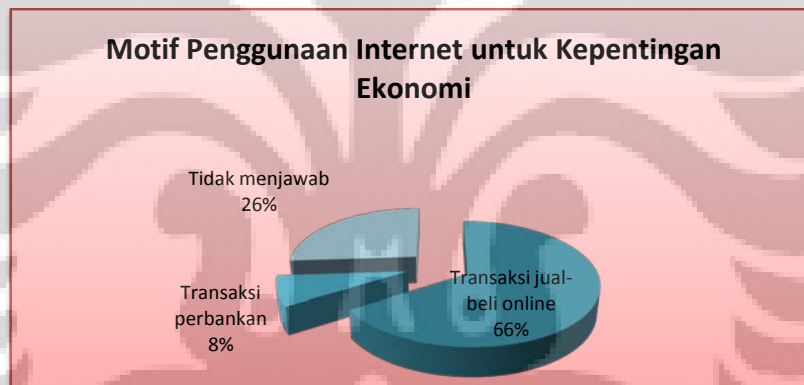 Motif Penggunaan Internet untuk Kepentingan
Ekonomi
Tidak menjawab
26%
Transaksi jual-
beli online
66%
Transaksi
perbankan
8%